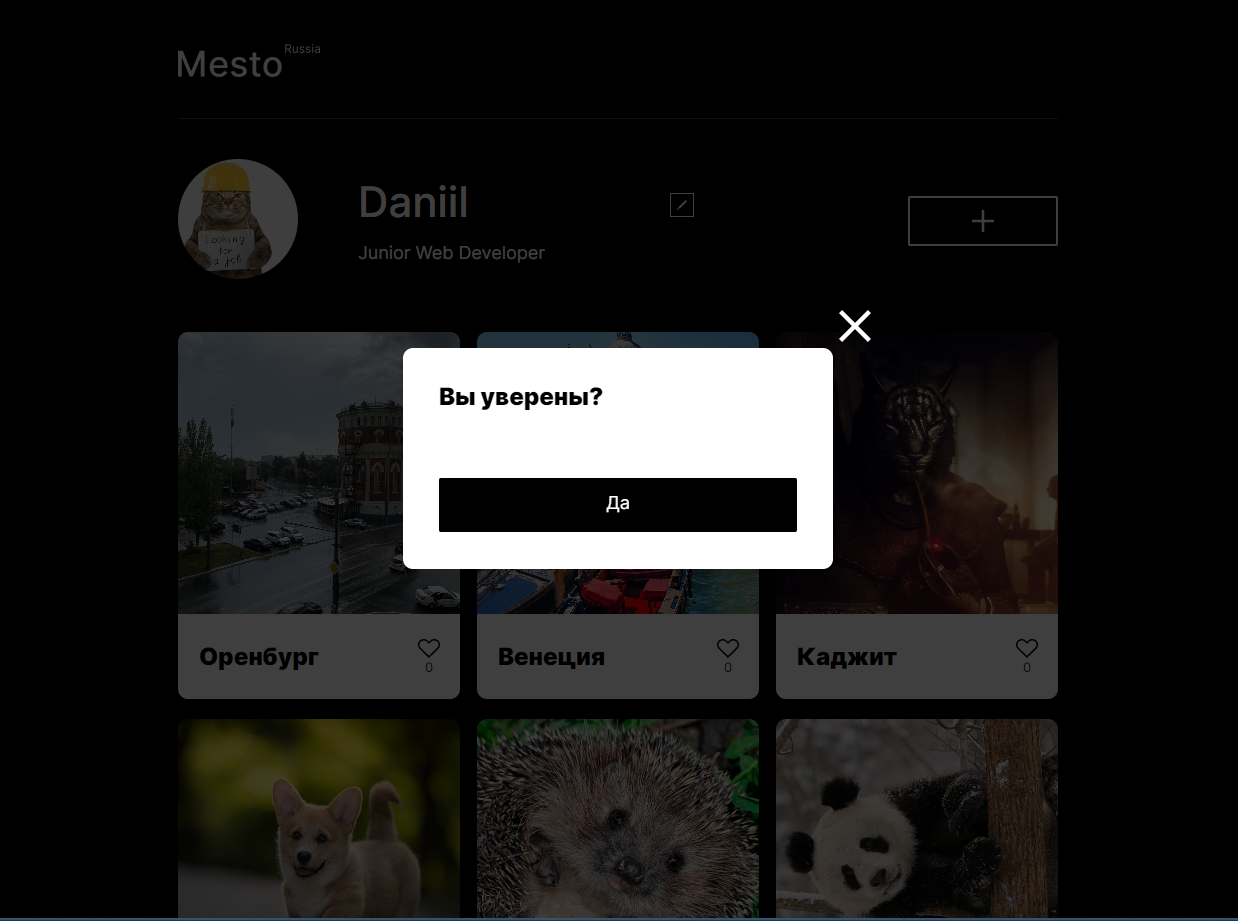 Mesto Russia
Daniil
Junior Web Developer
Looking
for
a job
Вы уверены?
Да
Оренбург
0
Венеция
0
Каджит
0